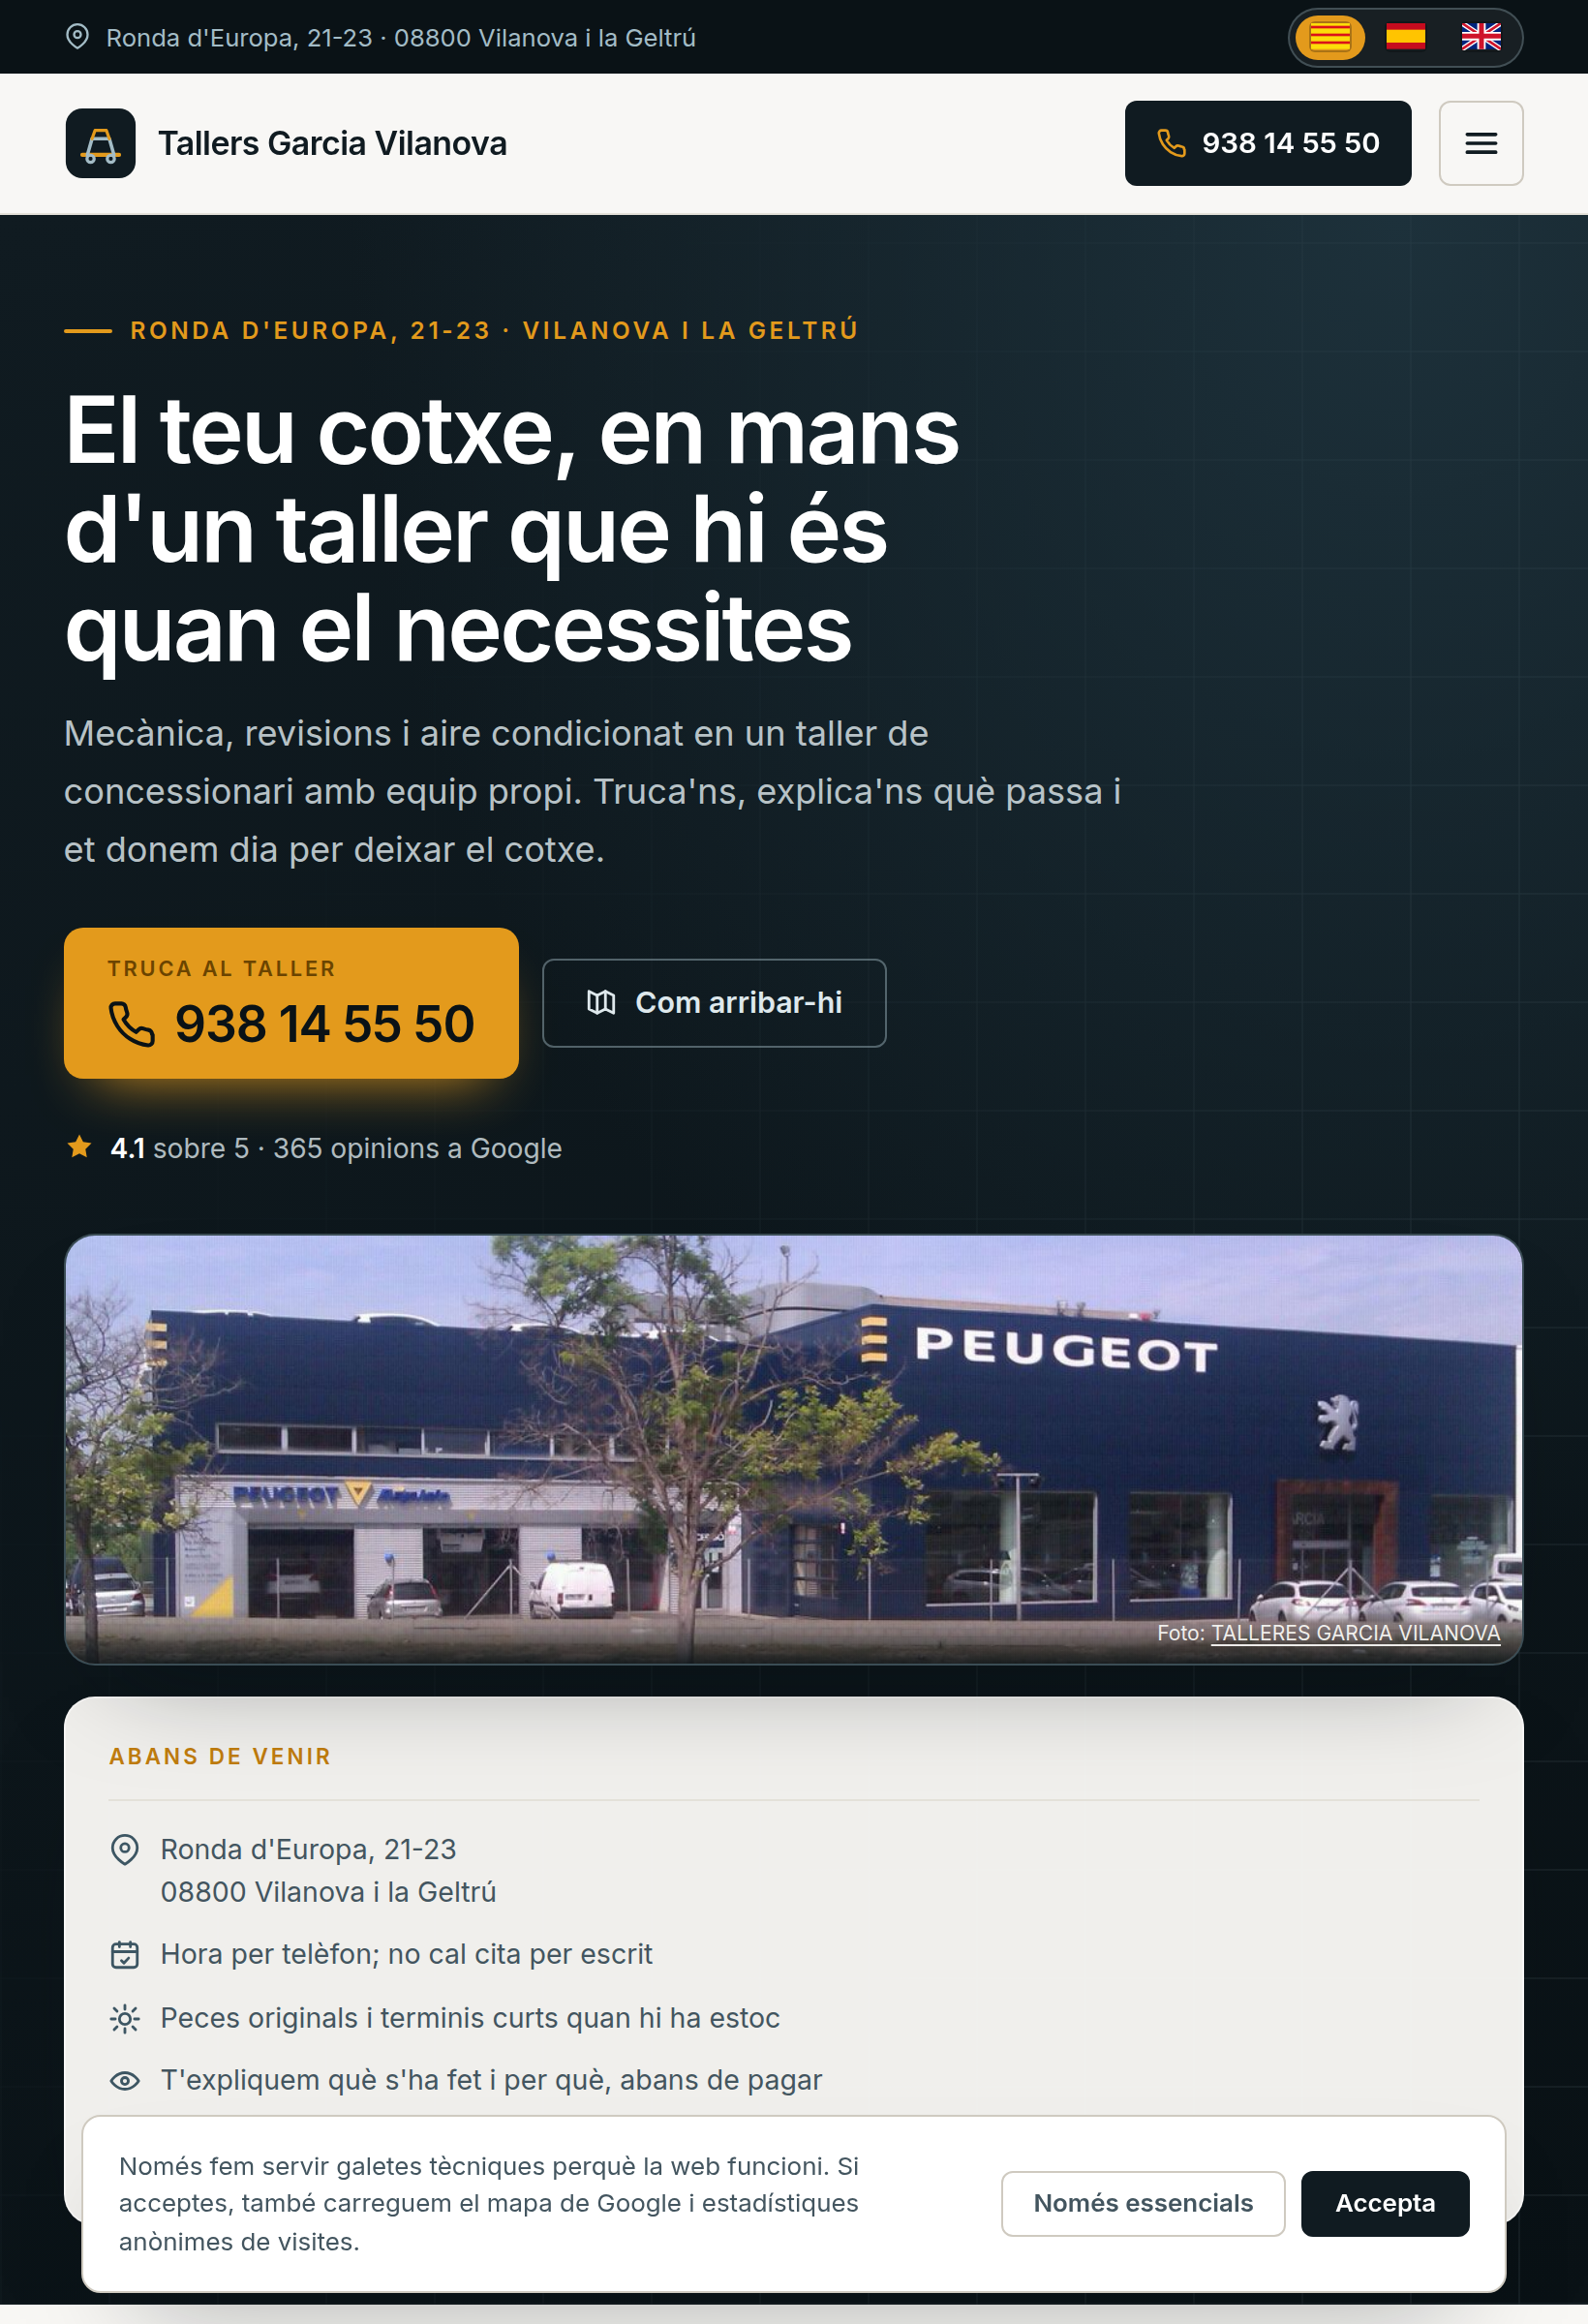 Ronda d'Europa, 21-23 · 08800 Vilanova i la Geltrú
Tallers Garcia Vilanova
938 14 55 50
RONDA D'EUROPA, 21-23 · VILANOVA I LA GELTRÚ
El teu cotxe, en mans
d'un taller que hi és
quan el necessites
Mecànica, revisions i aire condicionat en un taller de
concessionari amb equip propi. Truca'ns, explica'ns què passa i
et donem dia per deixar el cotxe.
TRUCA AL TALLER
938 14 55 50
Com arribar-hi
4.1 sobre 5 · 365 opinions a Google
PEUGEOT
PEUGEOT
Foto: TALLERES GARCIA VILANOVA
ABANS DE VENIR
Ronda d'Europa, 21-23
08800 Vilanova i la Geltrú
Hora per telèfon; no cal cita per escrit
Peces originals i terminis curts quan hi ha estoc
T'expliquem què s'ha fet i per què, abans de pagar
Només fem servir galetes tècniques perquè la web funcioni. Si
acceptes, també carreguem el mapa de Google i estadístiques
anònimes de visites.
Només essencials
Accepta